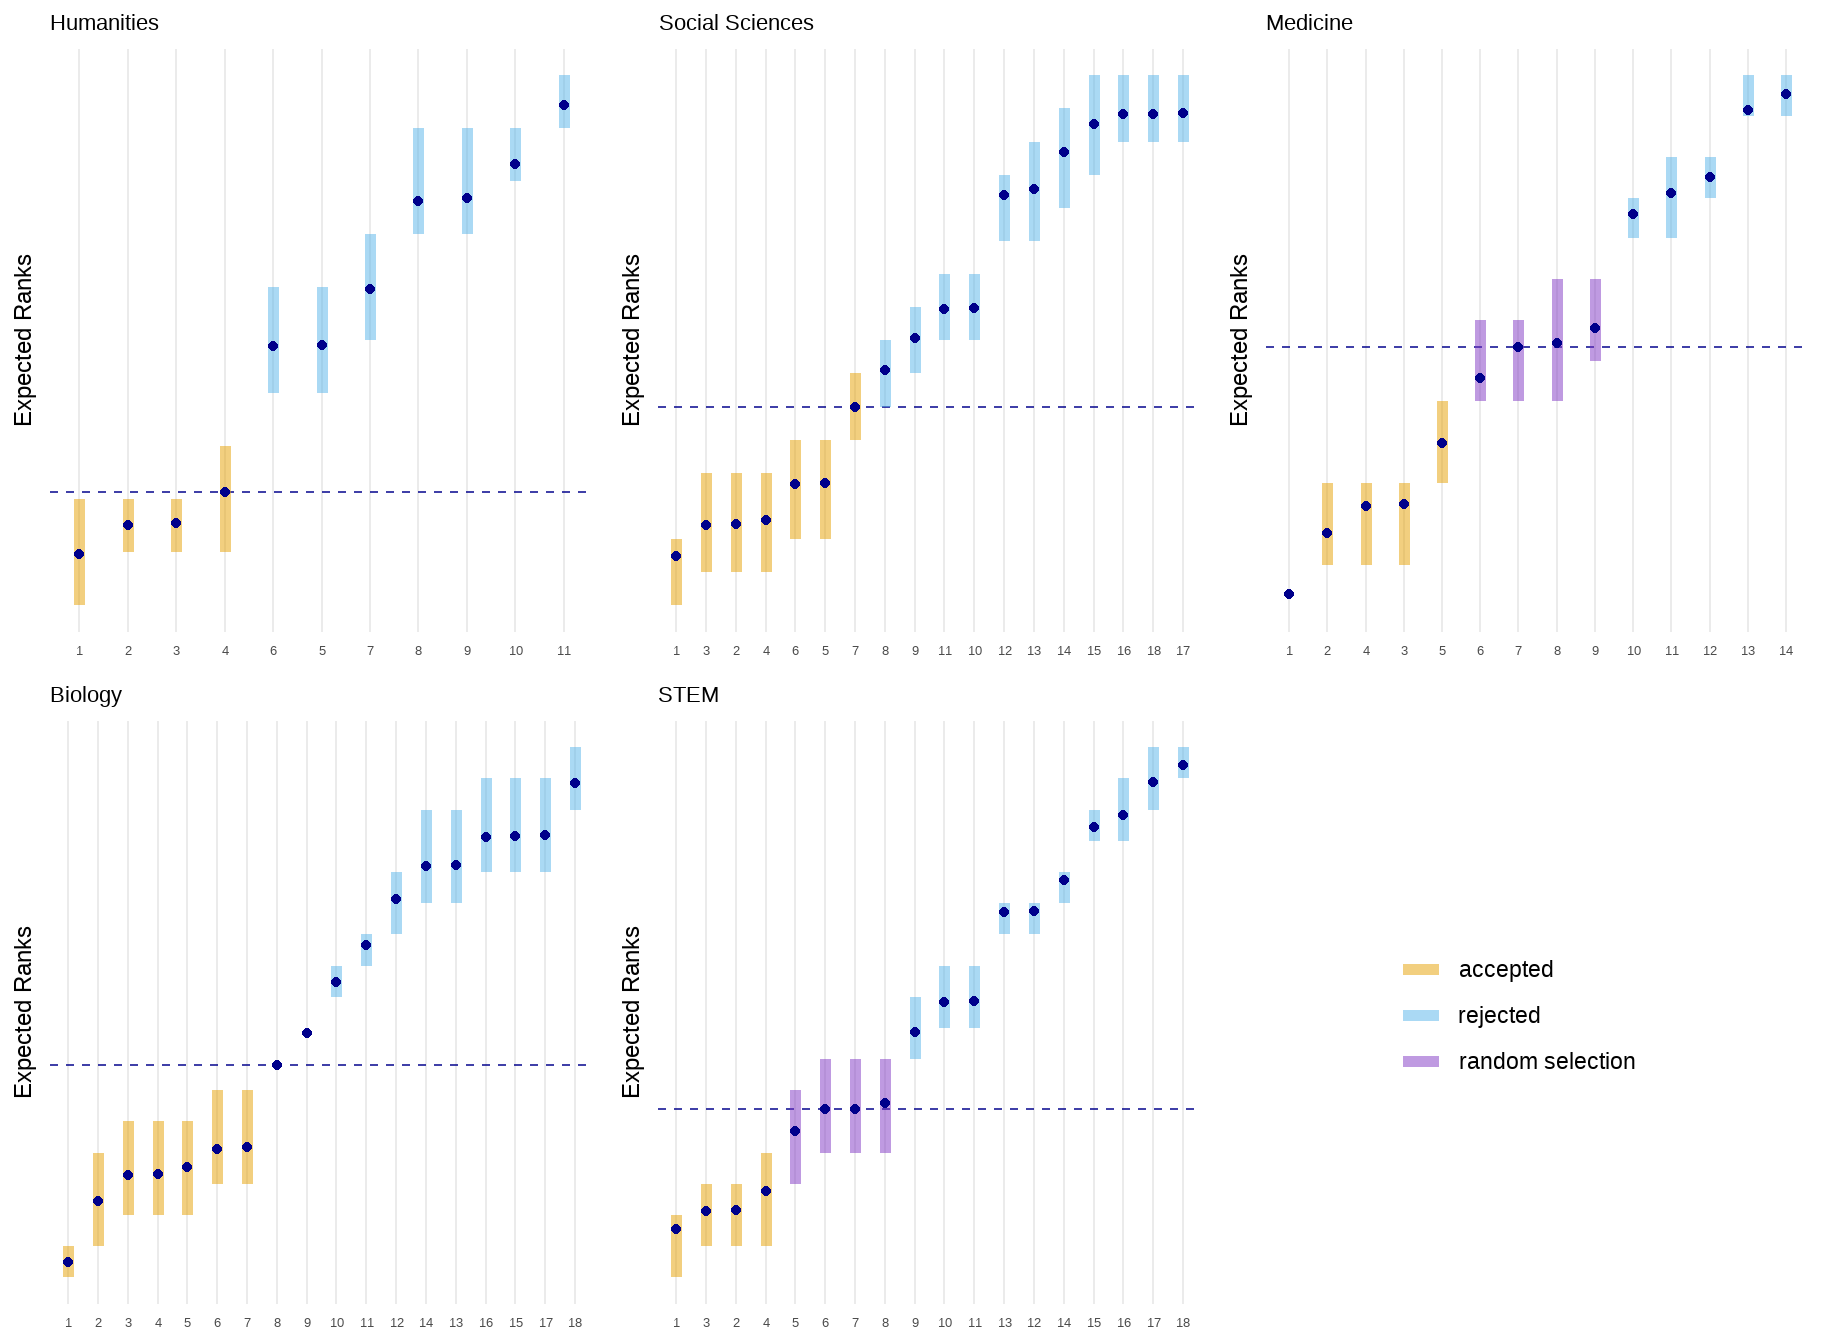 Humanities
Social Sciences
Medicine
Expected Ranks
Expected Ranks
Expected Ranks
1 2 3 4 6 5 7 8 9 10 11
1 3 2 4 6 5 7 8 9 11 10 12 13 14 15 16 18 17
1 2 4 3 5 6 7 8 9 10 11 12 13 14
Biology
STEM
Expected Ranks
Expected Ranks
1 2 3 4 5 6 7 8 9 10 11 12 14 13 16 15 17 18
1 3 2 4 5 6 7 8 9 10 11 13 12 14 15 16 17 18
accepted
rejected
random selection